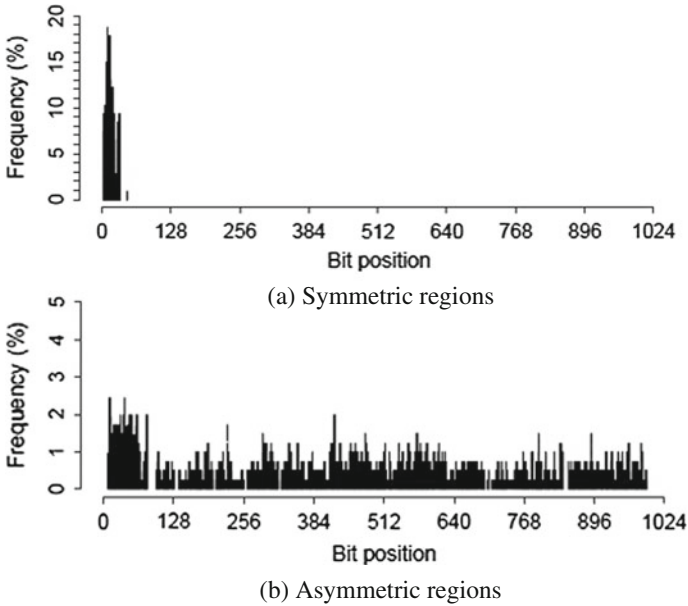 Frequency (%)
20
15
10
5
0
0 128 256 384 512 640 768 896 1024
Bit position
(a) Symmetric regions
Frequency (%)
5
4
3
2
1
0
0 128 256 384 512 640 768 896 1024
Bit position
(b) Asymmetric regions